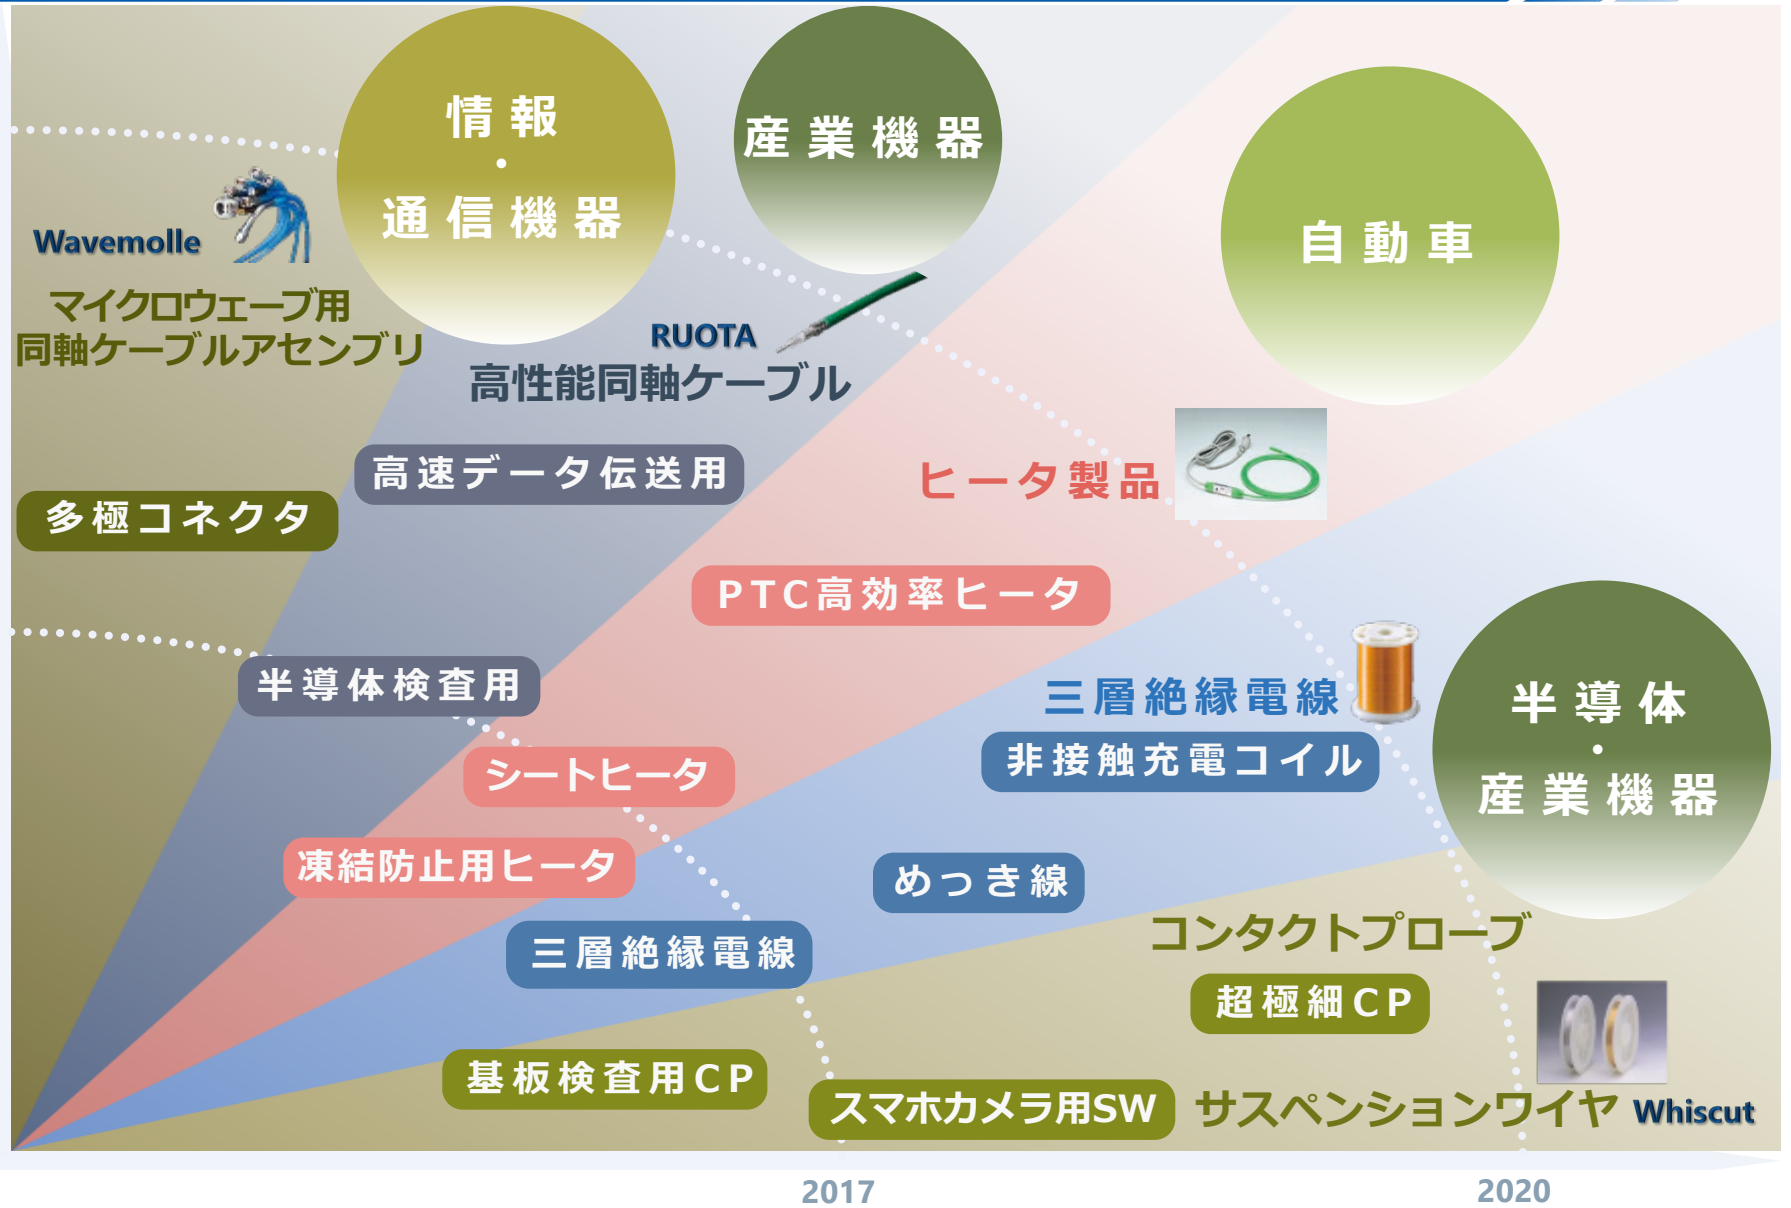 情報
・
通信機器
産業機器
自動車
Wavemolle
マイクロウェーブ用
同軸ケーブルアセンブリ
RUOTA
高性能同軸ケーブル
高速データ伝送用
ヒータ製品
多極コネクタ
PTC高効率ヒータ
半導体検査用
三層絶縁電線
非接触充電コイル
半導体
・
産業機器
シートヒータ
凍結防止用ヒータ
めっき線
三層絶縁電線
コンタクトプローブ
超極細CP
基板検査用CP
スマホカメラ用SW
サスペンションワイヤ Whiscut
2017
2020